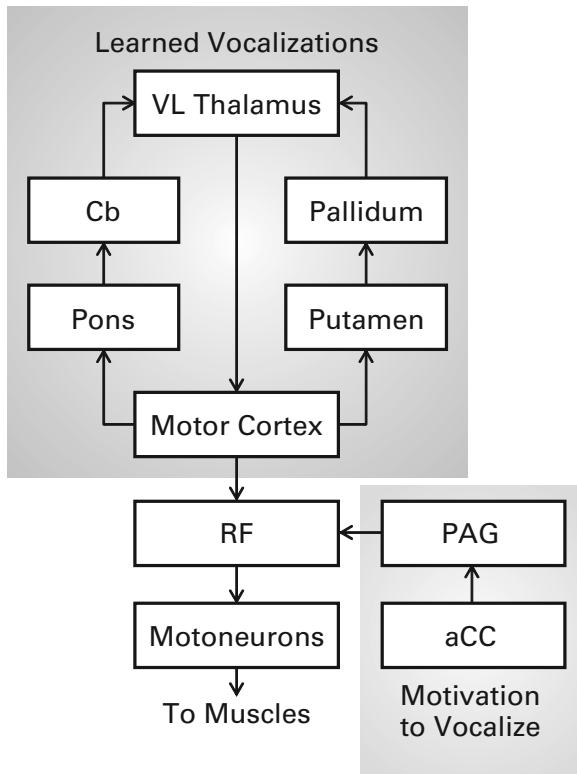 Learned Vocalizations
VL Thalamus
Cb
Pallidum
Pons
Putamen
Motor Cortex
RF
PAG
Motoneurons
aCC
To Muscles
Motivation
to Vocalize